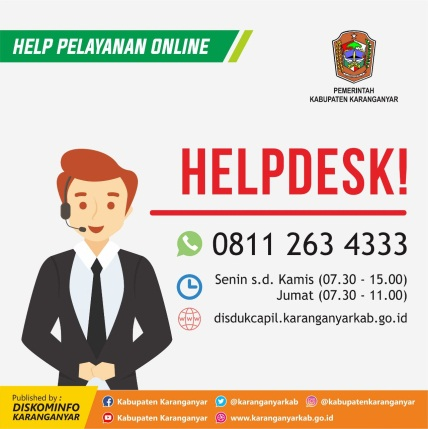 HELP PELAYANAN ONLINE
PEMERINTAH
KABUPATEN KARANGANYAR
HELPDESK!
0811 263 4333
Senin s.d. Kamis (07.30 - 15.00)
Jumat (07.30 - 11.00)
www
disdukcapil.karanganyarkab.go.id
Published by :
DISKOMINFO
KARANGANYAR
Kabupaten Karanganyar @karanganyarkab @kabupatenkaranganyar
Kabupaten Karanganyar www.karanganyarkab.go.id